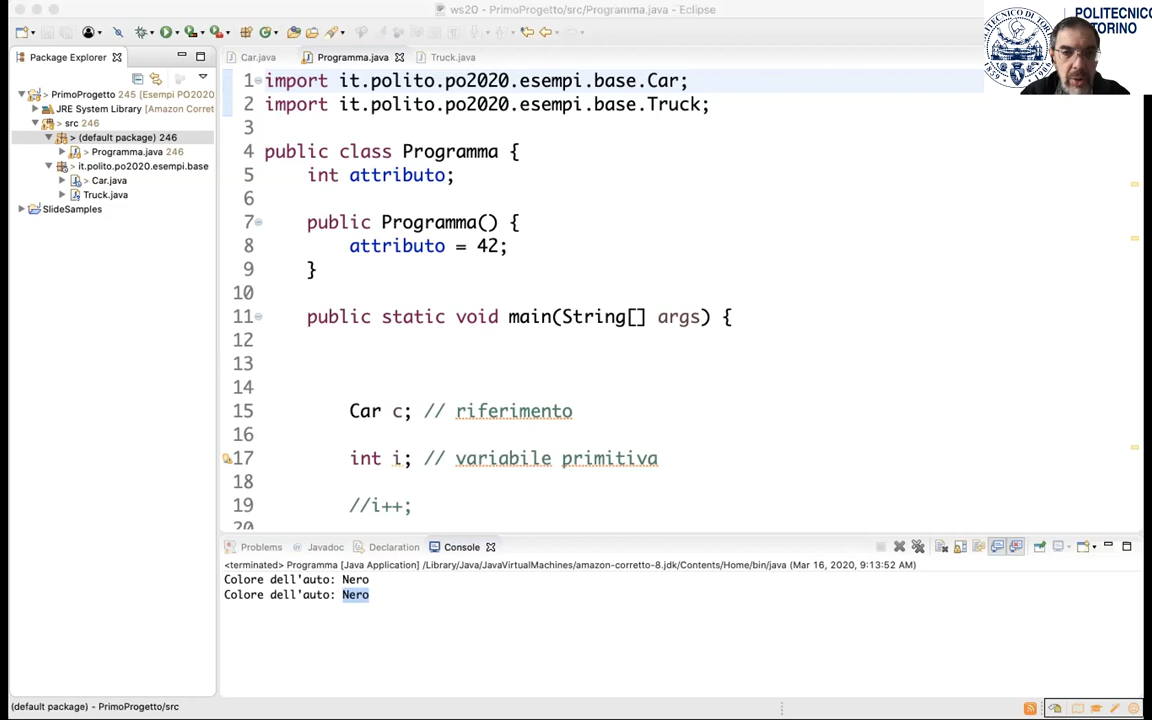 ws20 - PrimoProgetto/src/Programma.java - Eclipse
POLITECNICO
TORINO
Package Explorer
Car.java
Programma.java
Truck.java
PrimoProgetto 245 [Esempi PO2020
JRE System Library [Amazon Corret
src 246
> (default package) 246
> Programma.java 246
> it.polito.po2020.esempi.base
> Car.java
Truck.java
SlideSamples
1 import it.polito.po2020.esempi.base.Car;
2 import it.polito.po2020.esempi.base.Truck;
3
4 public class Programma {
5 int attributo;
6
7 public Programma() {
8 attributo = 42;
9 }
10
11 public static void main(String[] args) {
12
13
14
15 Car c; // riferimento
16
17 int i; // variabile primitiva
18
19 //i++;
20
Problems
Javadoc
Declaration
Console
<terminated> Programma [Java Application] /Library/Java/JavaVirtualMachines/amazon-corretto-8.jdk/Contents/Home/bin/java (Mar 16, 2020, 9:13:52 AM)
Colore dell'auto: Nero
Colore dell'auto: Nero
(default package) - PrimoProgetto/src